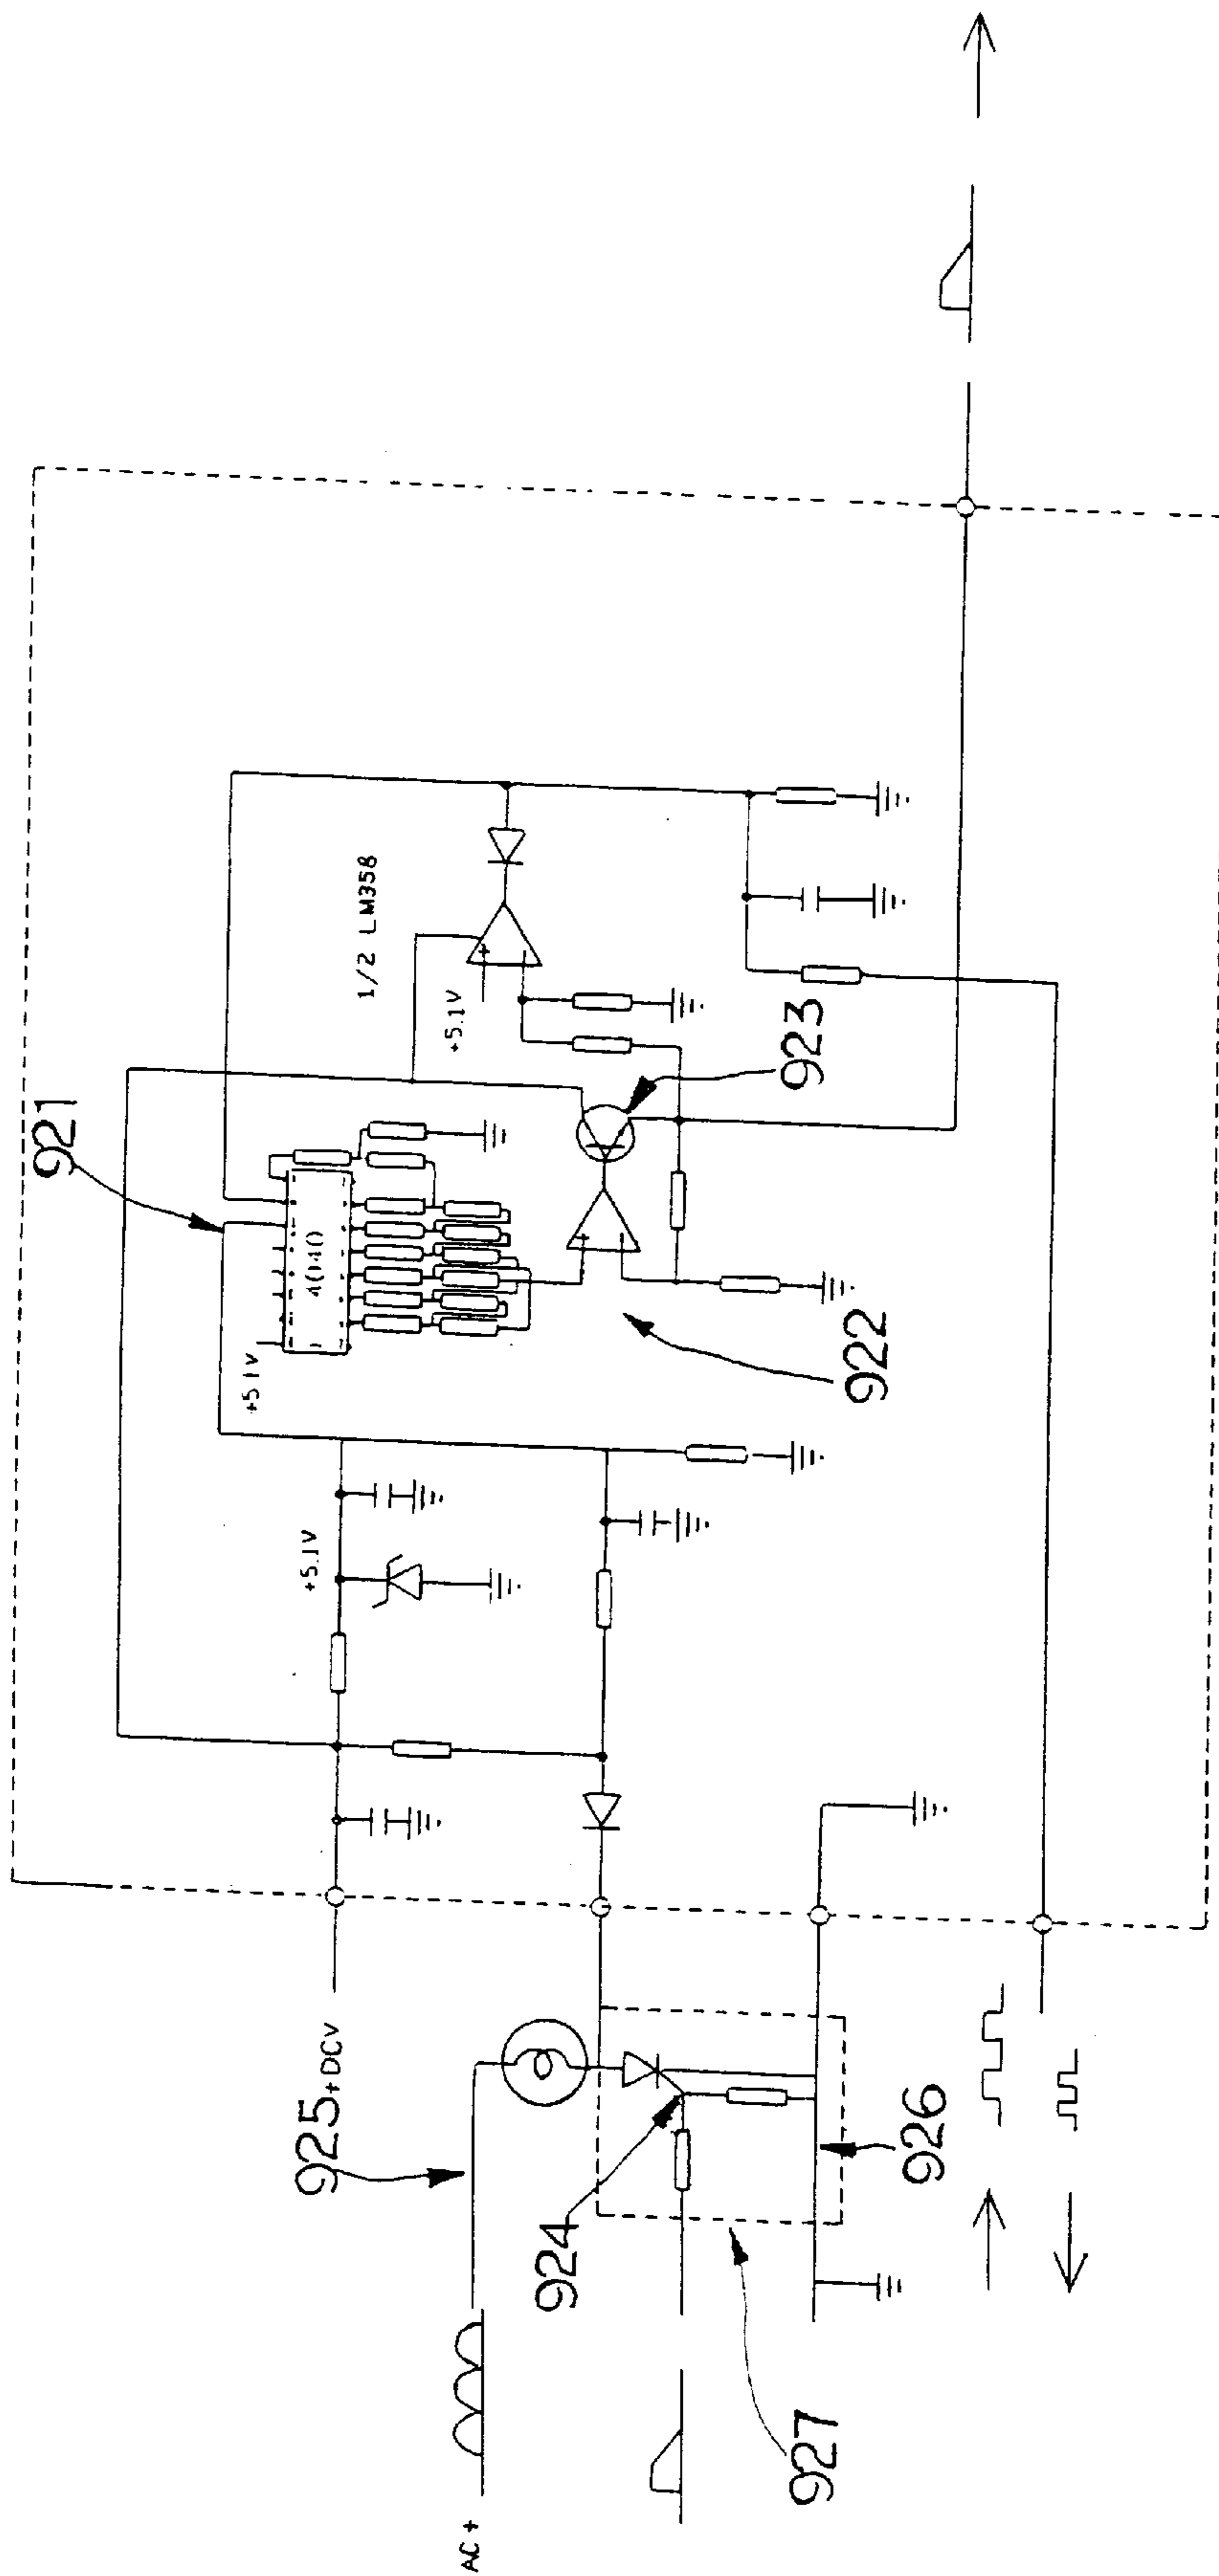 921
1/2 LM358
+5.1V
4040
+5.1V
923
922
+5.1V
925
+DCV
924
926
927
AC +